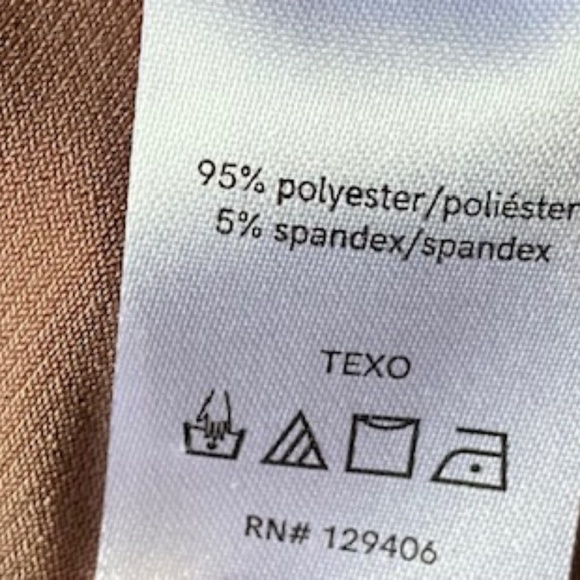 95% polyester/poliéster
5% spandex/spandex
TEXO
RN# 129406